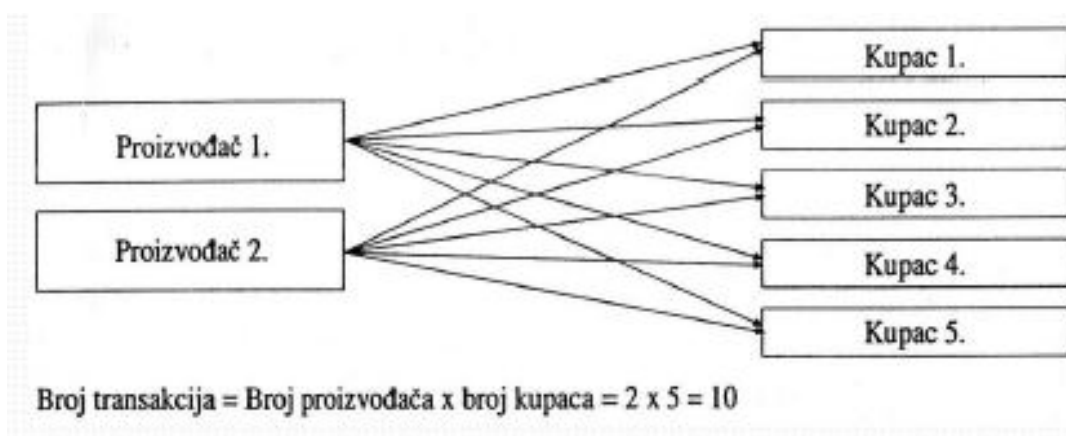 Kupac 1.
Proizvođač 1.
Kupac 2.
Kupac 3.
Proizvođač 2.
Kupac 4.
Kupac 5.
Broj transakcija = Broj proizvođača x broj kupaca = 2 x 5 = 10